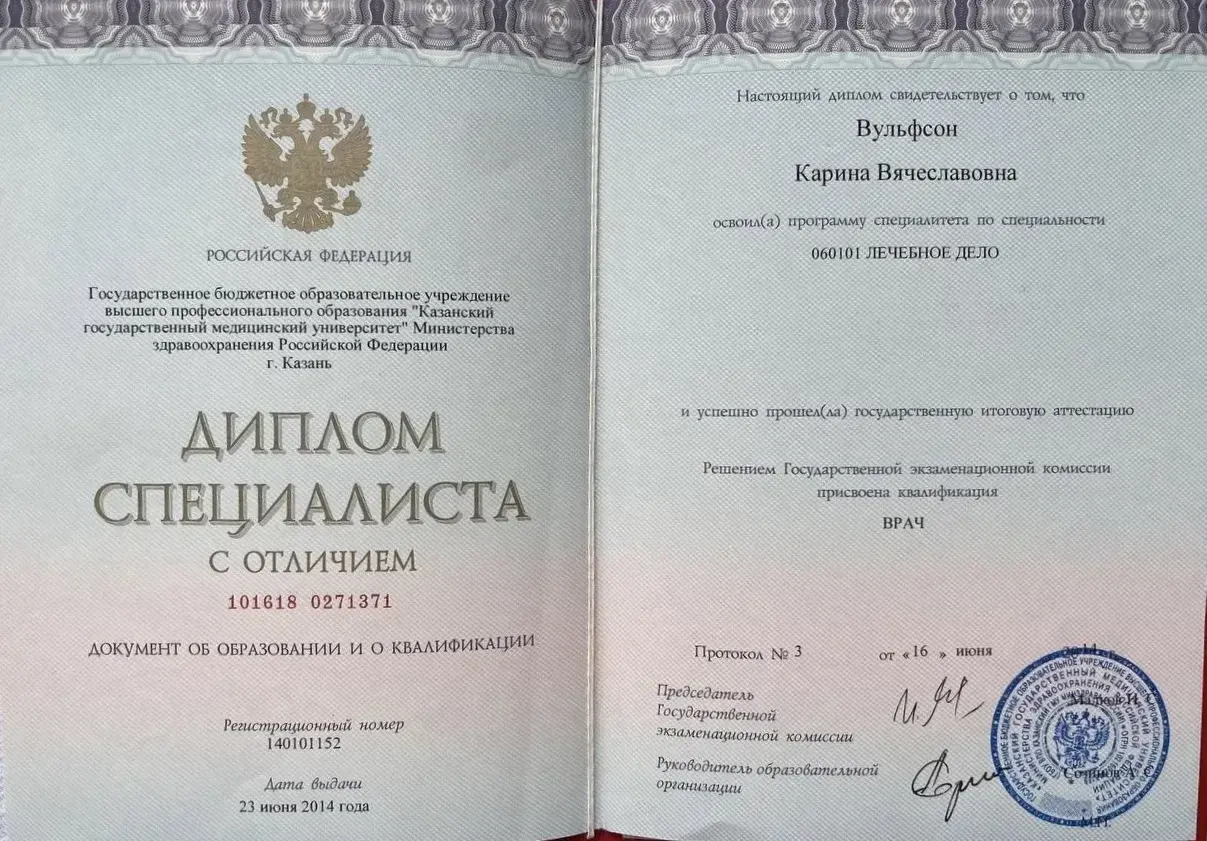 РОССИЙСКАЯ ФЕДЕРАЦИЯ
Государственное бюджетное образовательное учреждение
высшего профессионального образования "Казанский
государственный медицинский университет" Министерства
здравоохранения Российской Федерации
г. Казань
ДИПЛОМ
СПЕЦИАЛИСТА
С ОТЛИЧИЕМ
101618 0271371
ДОКУМЕНТ ОБ ОБРАЗОВАНИИ И О КВАЛИФИКАЦИИ
Регистрационный номер
140101152
Дата выдачи
23 июня 2014 года
Настоящий диплом свидетельствует о том, что
Вульфсон
Карина Вячеславовна
освоил(а) программу специалитета по специальности
060101 ЛЕЧЕБНОЕ ДЕЛО
и успешно прошел(ла) государственную итоговую аттестацию
Решением Государственной экзаменационной комиссии
присвоена квалификация
ВРАЧ
Протокол № 3 от «16 » июня 2014 г.
Председатель
Государственной
экзаменационной комиссии
Руководитель образовательной
организации
М.П.